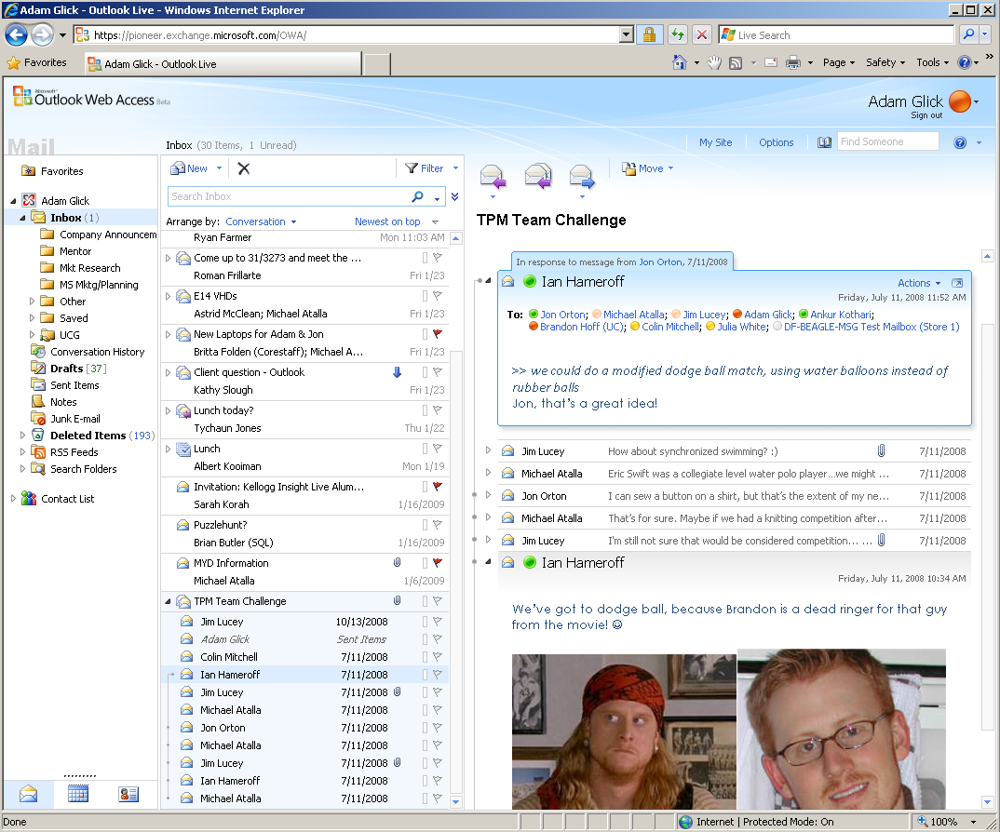 Adam Glick - Outlook Live - Windows Internet Explorer
https://pioneer.exchange.microsoft.com/OWA/
Live Search
Favorites
Adam Glick - Outlook Live
Page
Safety
Tools
Microsoft
Outlook Web Access Beta
Adam Glick
Sign out
Mail
Inbox (30 Items, 1 Unread)
My Site
Options
Find Someone
Favorites
Adam Glick
Inbox (1)
Company Announcem
Mentor
Mkt Research
MS Mktg/Planning
Other
Saved
UCG
Conversation History
Drafts [37]
Sent Items
Notes
Junk E-mail
Deleted Items (193)
RSS Feeds
Search Folders
Contact List
New
Filter
Search Inbox
Arrange by: Conversation
Newest on top
Ryan Farmer Mon 11:03 AM
Come up to 31/3273 and meet the ...
Roman Frillarte Fri 1/23
E14 VHDs
Astrid McClean; Michael Atalla Fri 1/23
New Laptops for Adam & Jon
Britta Folden (Corestaff); Michael A... Fri 1/23
Client question - Outlook
Kathy Slough Fri 1/23
Lunch today?
Tychaun Jones Thu 1/22
Lunch
Albert Kooiman Mon 1/19
Invitation: Kellogg Insight Live Alum...
Sarah Korah 1/16/2009
Puzzlehunt?
Brian Butler (SQL) 1/16/2009
MYD Information
Michael Atalla 1/6/2009
TPM Team Challenge
Jim Lucey 10/13/2008
Adam Glick Sent Items
Colin Mitchell 7/11/2008
Ian Hameroff 7/11/2008
Jim Lucey 7/11/2008
Michael Atalla 7/11/2008
Jon Orton 7/11/2008
Michael Atalla 7/11/2008
Jim Lucey 7/11/2008
Ian Hameroff 7/11/2008
Michael Atalla 7/11/2008
Move
TPM Team Challenge
In response to message from Jon Orton, 7/11/2008
Ian Hameroff
Actions
Friday, July 11, 2008 11:52 AM
To: Jon Orton; Michael Atalla; Jim Lucey; Adam Glick; Ankur Kothari;
Brandon Hoff (UC); Colin Mitchell; Julia White; DF-BEAGLE-MSG Test Mailbox (Store 1)
>> we could do a modified dodge ball match, using water balloons instead of
rubber balls
Jon, that's a great idea!
Jim Lucey How about synchronized swimming? :) 7/11/2008
Michael Atalla Eric Swift was a collegiate level water polo player...we might ... 7/11/2008
Jon Orton I can sew a button on a shirt, but that's the extent of my ne... 7/11/2008
Michael Atalla That's for sure. Maybe if we had a knitting competition after... 7/11/2008
Jim Lucey I'm still not sure that would be considered competition... ... 7/11/2008
Ian Hameroff
Friday, July 11, 2008 10:34 AM
We've got to dodge ball, because Brandon is a dead ringer for that guy
from the movie! ☺
Done
Internet | Protected Mode: On
100%